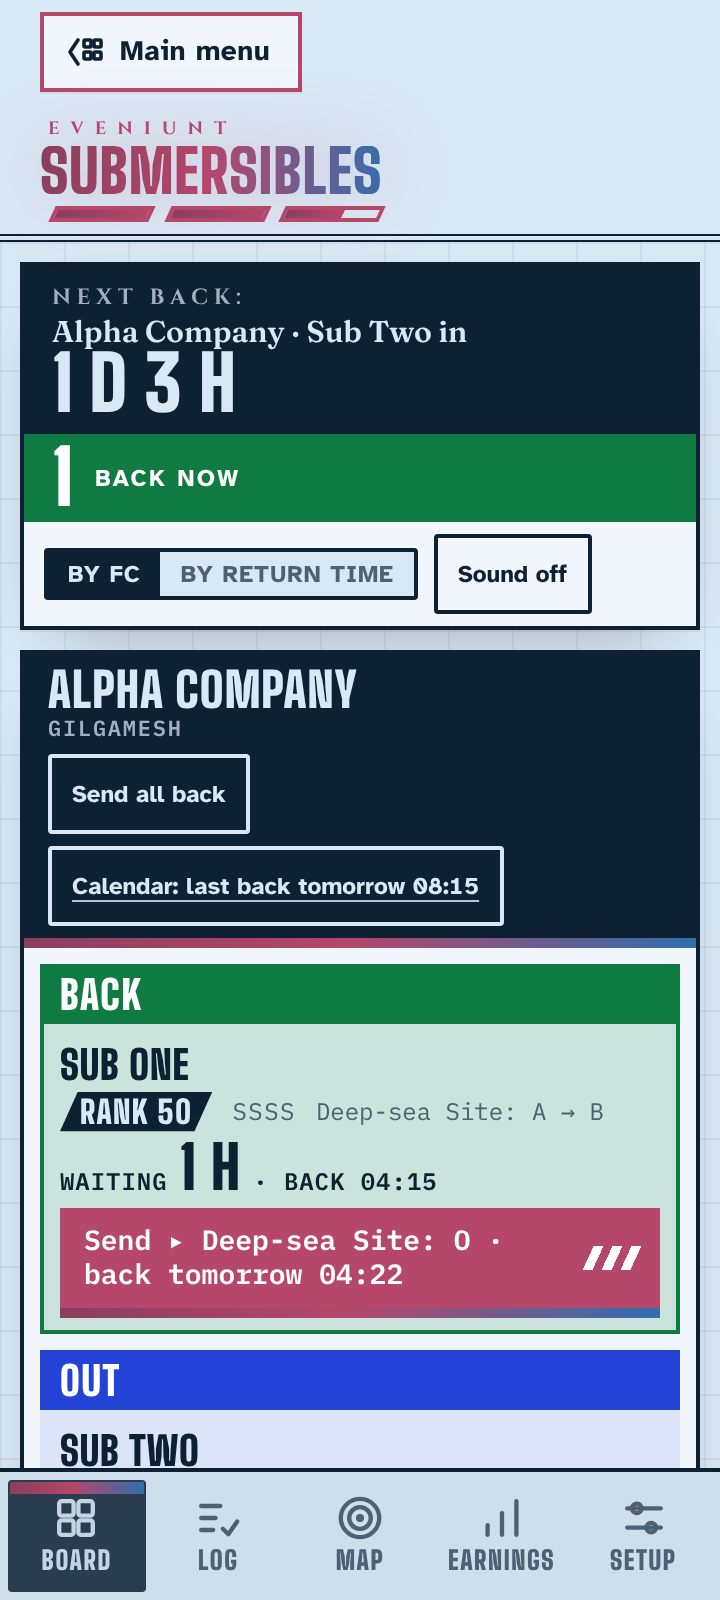 Main menu
EVENIUNT
SUBMERSIBLES
NEXT BACK:
Alpha Company · Sub Two in
1D 3H
1 BACK NOW
BY FC BY RETURN TIME Sound off
ALPHA COMPANY
GILGAMESH
Send all back
Calendar: last back tomorrow 08:15
BACK
SUB ONE
RANK 50 SSSS Deep-sea Site: A → B
WAITING 1H · BACK 04:15
Send ▸ Deep-sea Site: O ·
back tomorrow 04:22
OUT
SUB TWO
BOARD LOG MAP EARNINGS SETUP